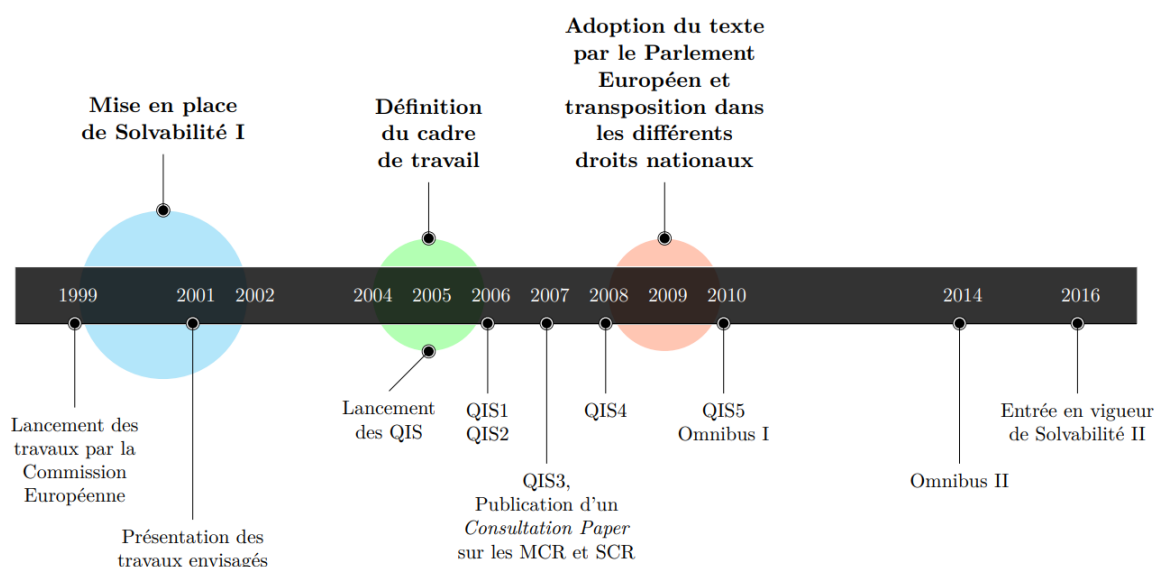 Mise en place
de Solvabilité I
Définition
du cadre
de travail
Adoption du texte
par le Parlement
Européen et
transposition dans
les différents
droits nationaux
1999
2001
2002
2004
2005
2006
2007
2008
2009
2010
2014
2016
Lancement des
travaux par la
Commission
Européenne
Présentation des
travaux envisagés
Lancement
des QIS
QIS1
QIS2
QIS3,
Publication d'un
Consultation Paper
sur les MCR et SCR
QIS4
QIS5
Omnibus I
Omnibus II
Entrée en vigueur
de Solvabilité II